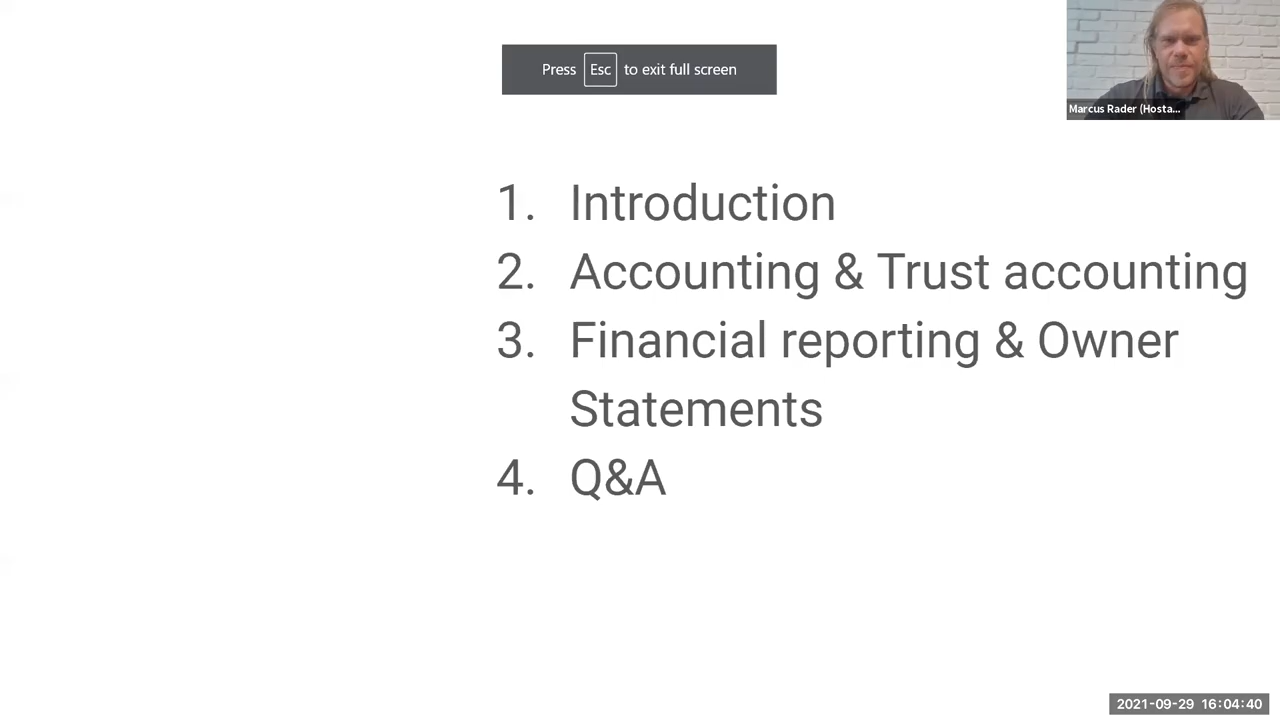 Press Esc to exit full screen
Marcus Rader (Hosta...
1. Introduction
2. Accounting & Trust accounting
3. Financial reporting & Owner
Statements
4. Q&A
2021-09-29 16:04:40